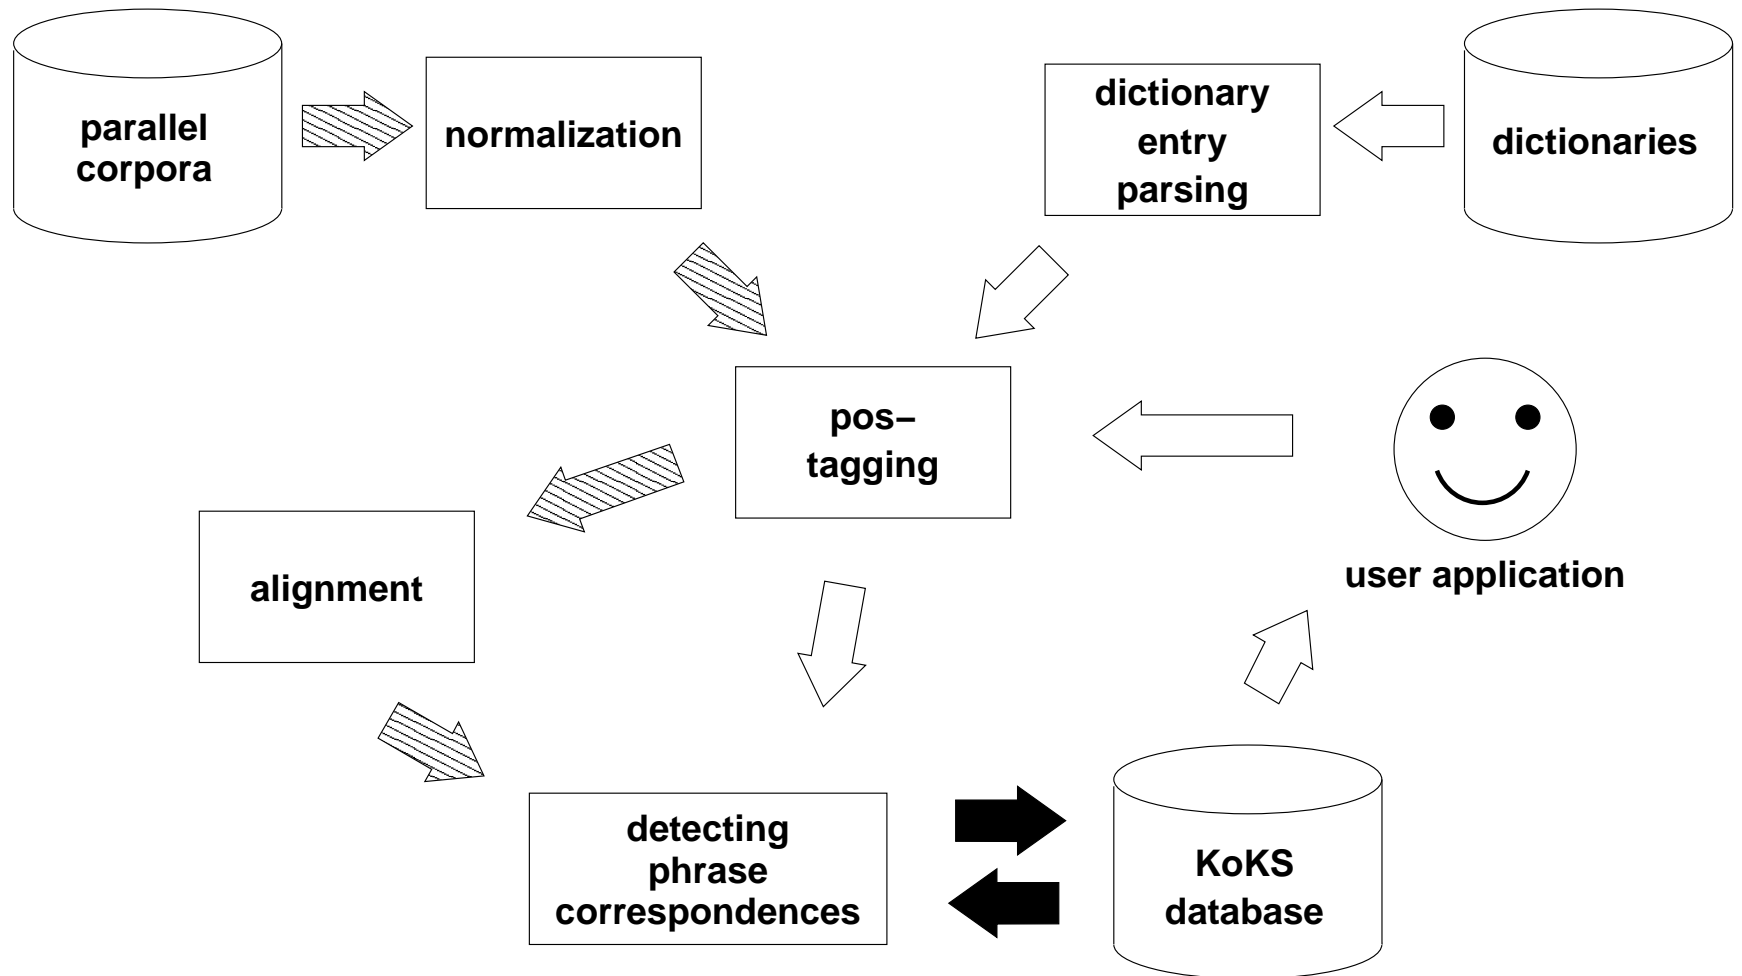 parallel
corpora
normalization
dictionary
entry
parsing
dictionaries
pos–
tagging
user application
alignment
detecting
phrase
correspondences
KoKS
database